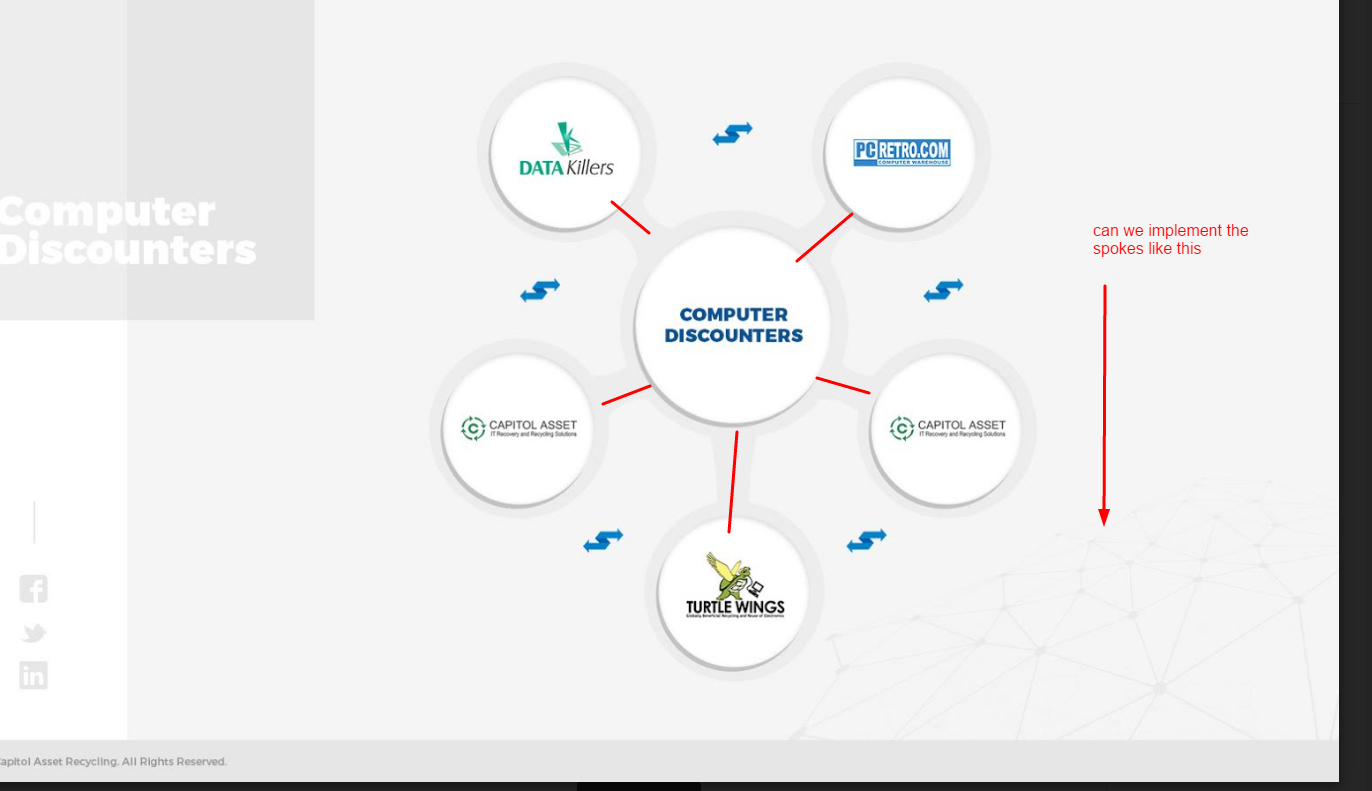 DATA Killers
PC RETRO.COM
COMPUTER WAREHOUSE
Computer
Discounters
can we implement the
spokes like this
COMPUTER
DISCOUNTERS
CAPITOL ASSET
IT Recovery and Recycling Solutions
CAPITOL ASSET
IT Recovery and Recycling Solutions
TURTLE WINGS
Globally Beneficial Recycling and Reuse of Electronics
apitol Asset Recycling. All Rights Reserved.